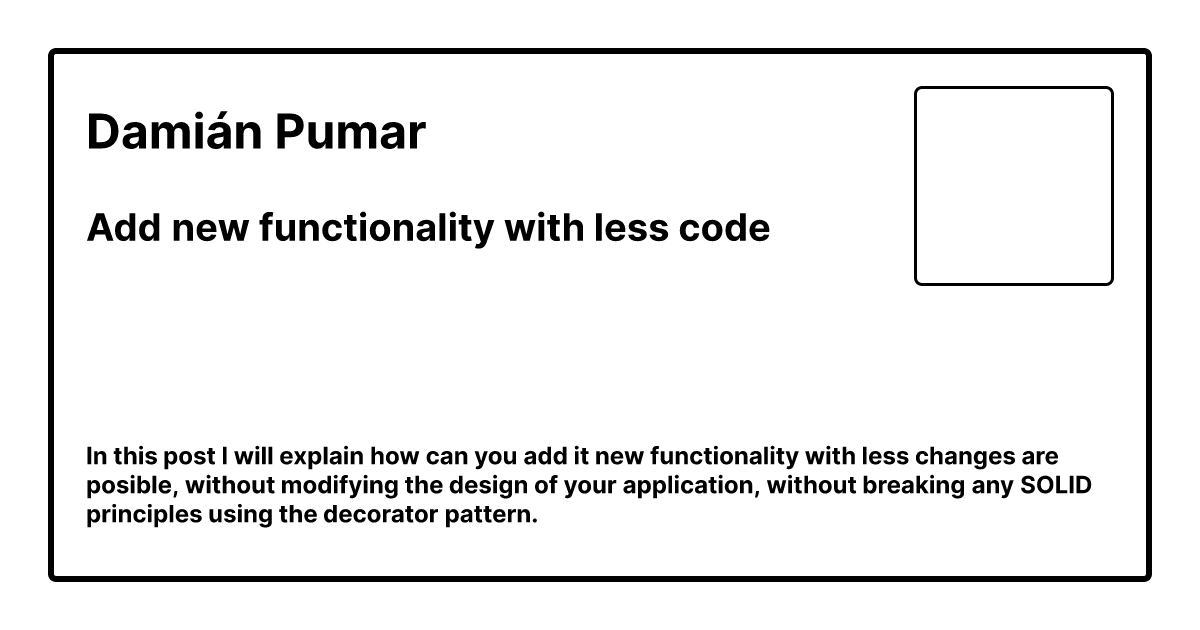 Damián Pumar
Add new functionality with less code
In this post I will explain how can you add it new functionality with less changes are
posible, without modifying the design of your application, without breaking any SOLID
principles using the decorator pattern.